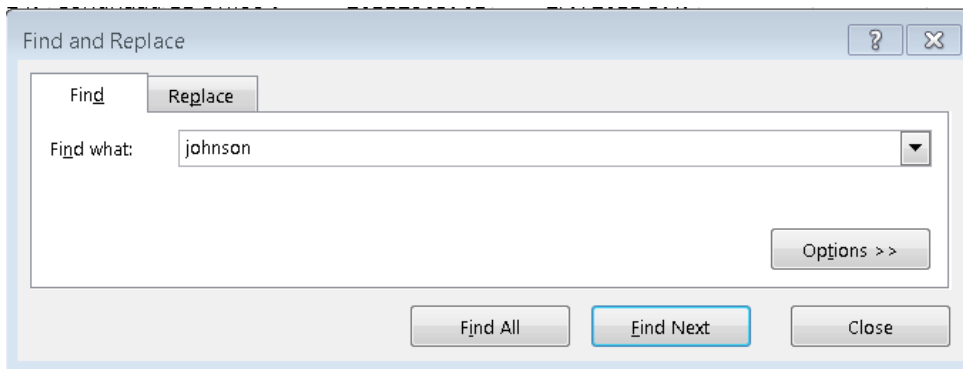 Find and Replace
Find Replace
Find what: johnson
Options >>
Find All Find Next Close